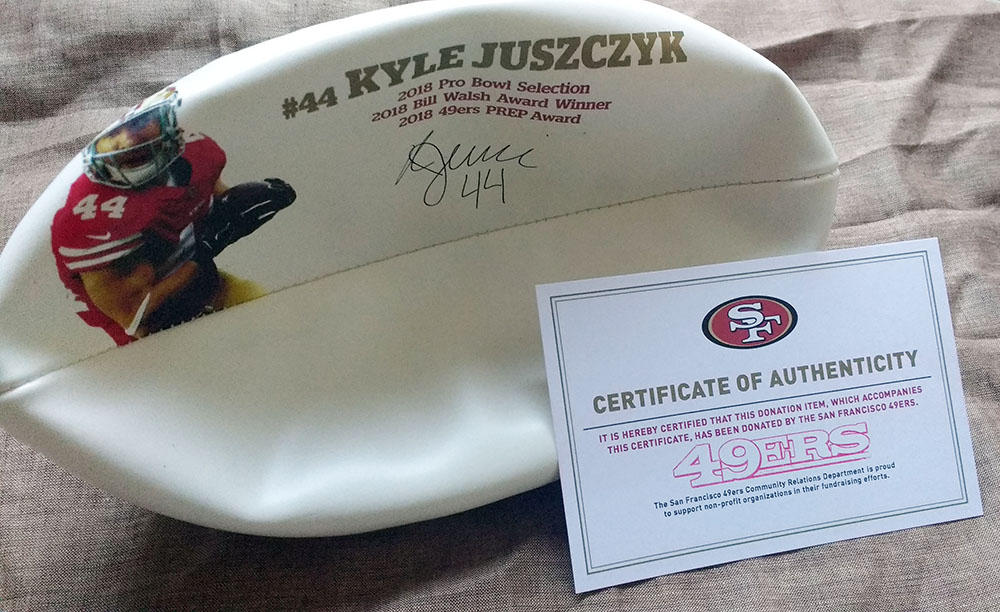 #44 KYLE JUSZCZYK
2018 Pro Bowl Selection
2018 Bill Walsh Award Winner
2018 49ers PREP Award
44
44
SF
CERTIFICATE OF AUTHENTICITY
IT IS HEREBY CERTIFIED THAT THIS DONATION ITEM, WHICH ACCOMPANIES
THIS CERTIFICATE, HAS BEEN DONATED BY THE SAN FRANCISCO 49ERS.
49ERS
The San Francisco 49ers Community Relations Department is proud
to support non-profit organizations in their fundraising efforts.